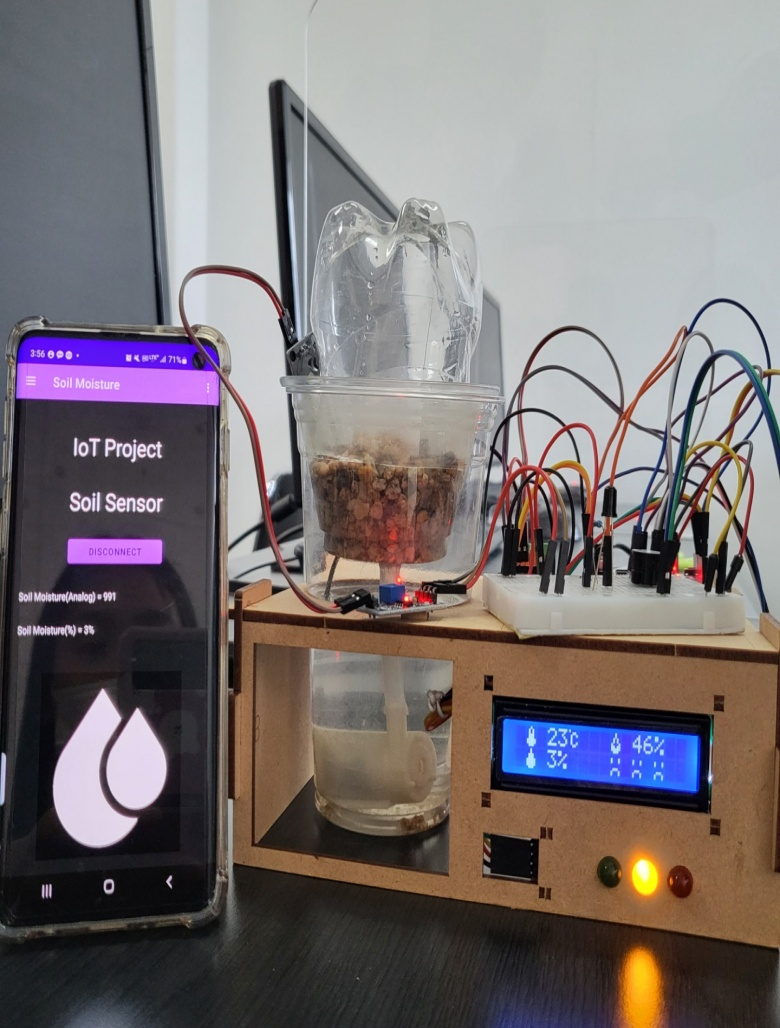 3:56 71%
Soil Moisture
IoT Project
Soil Sensor
DISCONNECT
Soil Moisture(Analog) = 991
Soil Moisture(%) = 3%
23C 46%
3%